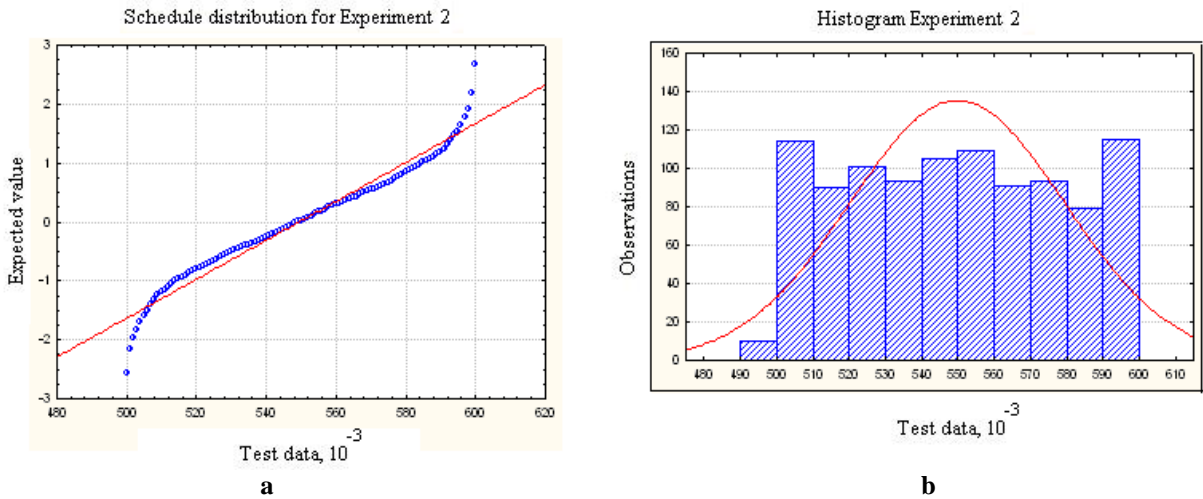 Schedule distribution for Experiment 2
3
2
1
0
-1
-2
-3
Expected value
480 500 520 540 560 580 600 620
Test data, 10^-3
a
Histogram Experiment 2
160
140
120
100
80
60
40
20
0
Observations
480 490 500 510 520 530 540 550 560 570 580 590 600 610
Test data, 10^-3
b